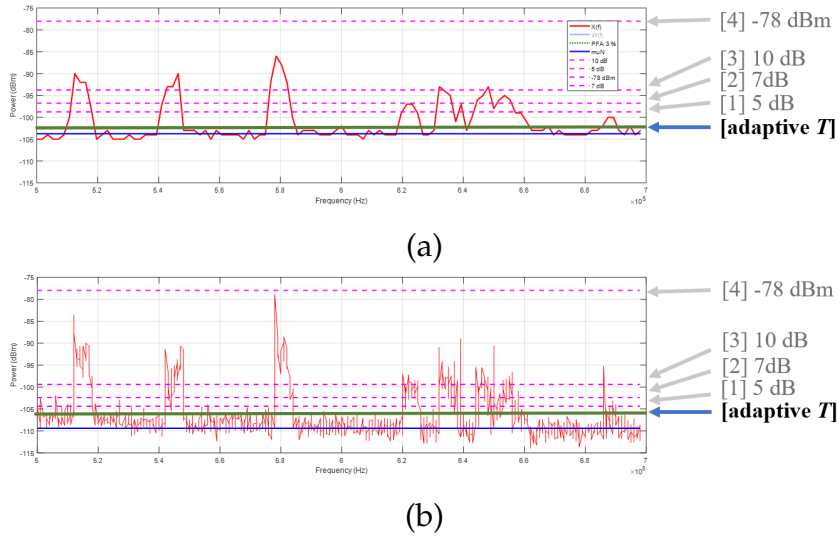 -75
-80
-85
-90
-95
-100
-105
-110
-115
Power (dBm)
5
5.2
5.4
5.6
5.8
6
6.2
6.4
6.6
6.8
7
Frequency (Hz)
×10⁸
X(f)
W(f)
PFA 3 %
muN
10 dB
5 dB
-78 dBm
7 dB
[4] -78 dBm
[3] 10 dB
[2] 7dB
[1] 5 dB
[adaptive T]
(a)
-75
-80
-85
-90
-95
-100
-105
-110
-115
Power (dBm)
5
5.2
5.4
5.6
5.8
6
6.2
6.4
6.6
6.8
7
Frequency (Hz)
×10⁸
[4] -78 dBm
[3] 10 dB
[2] 7dB
[1] 5 dB
[adaptive T]
(b)